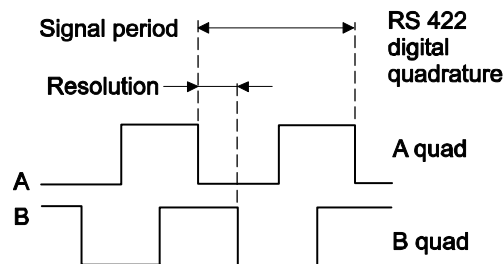 Signal period
RS 422
digital
quadrature
Resolution
A quad
A
B
B quad